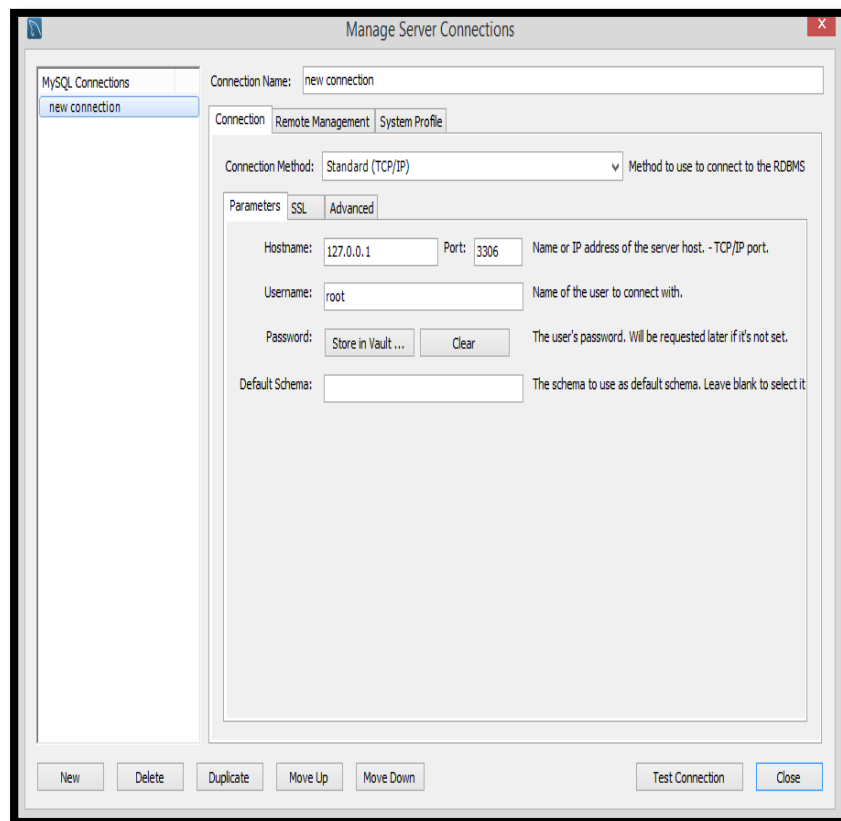 Manage Server Connections
X
MySQL Connections
new connection
Connection Name: new connection
Connection Remote Management System Profile
Connection Method: Standard (TCP/IP) Method to use to connect to the RDBMS
Parameters SSL Advanced
Hostname: 127.0.0.1 Port: 3306 Name or IP address of the server host. - TCP/IP port.
Username: root Name of the user to connect with.
Password: Store in Vault ... Clear The user's password. Will be requested later if it's not set.
Default Schema: The schema to use as default schema. Leave blank to select it
New Delete Duplicate Move Up Move Down Test Connection Close